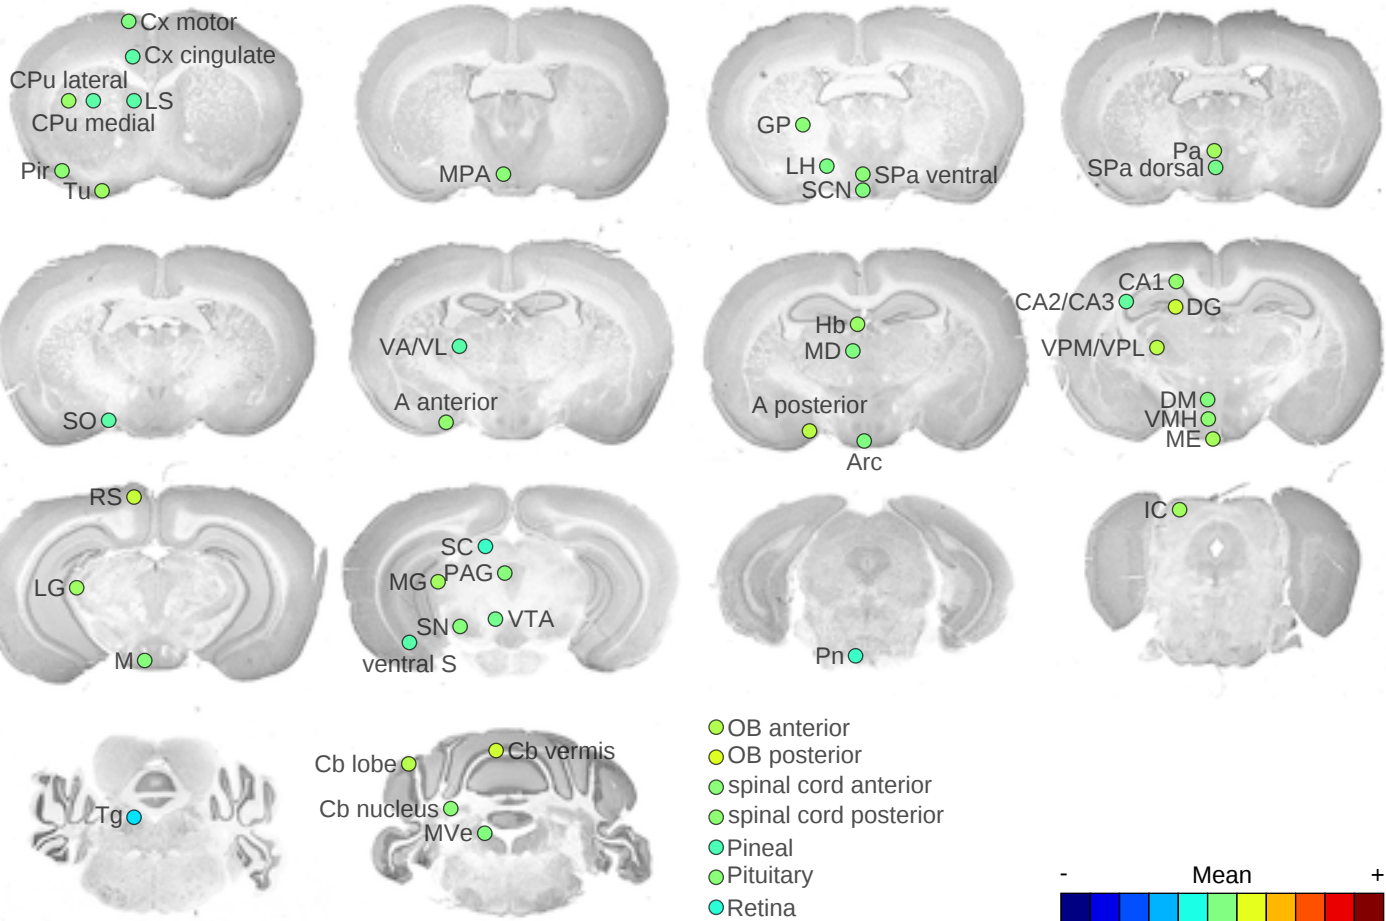 Cx motor
Cx cingulate
CPu lateral
LS
CPu medial
Pir
Tu
MPA
GP
LH
SPa ventral
SCN
Pa
SPa dorsal
SO
VA/VL
A anterior
Hb
MD
A posterior
Arc
CA1
CA2/CA3
DG
VPM/VPL
DM
VMH
ME
RS
LG
M
SC
PAG
MG
VTA
SN
ventral S
Pn
IC
Tg
Cb vermis
Cb lobe
Cb nucleus
MVe
OB anterior
OB posterior
spinal cord anterior
spinal cord posterior
Pineal
Pituitary
Retina
- Mean +